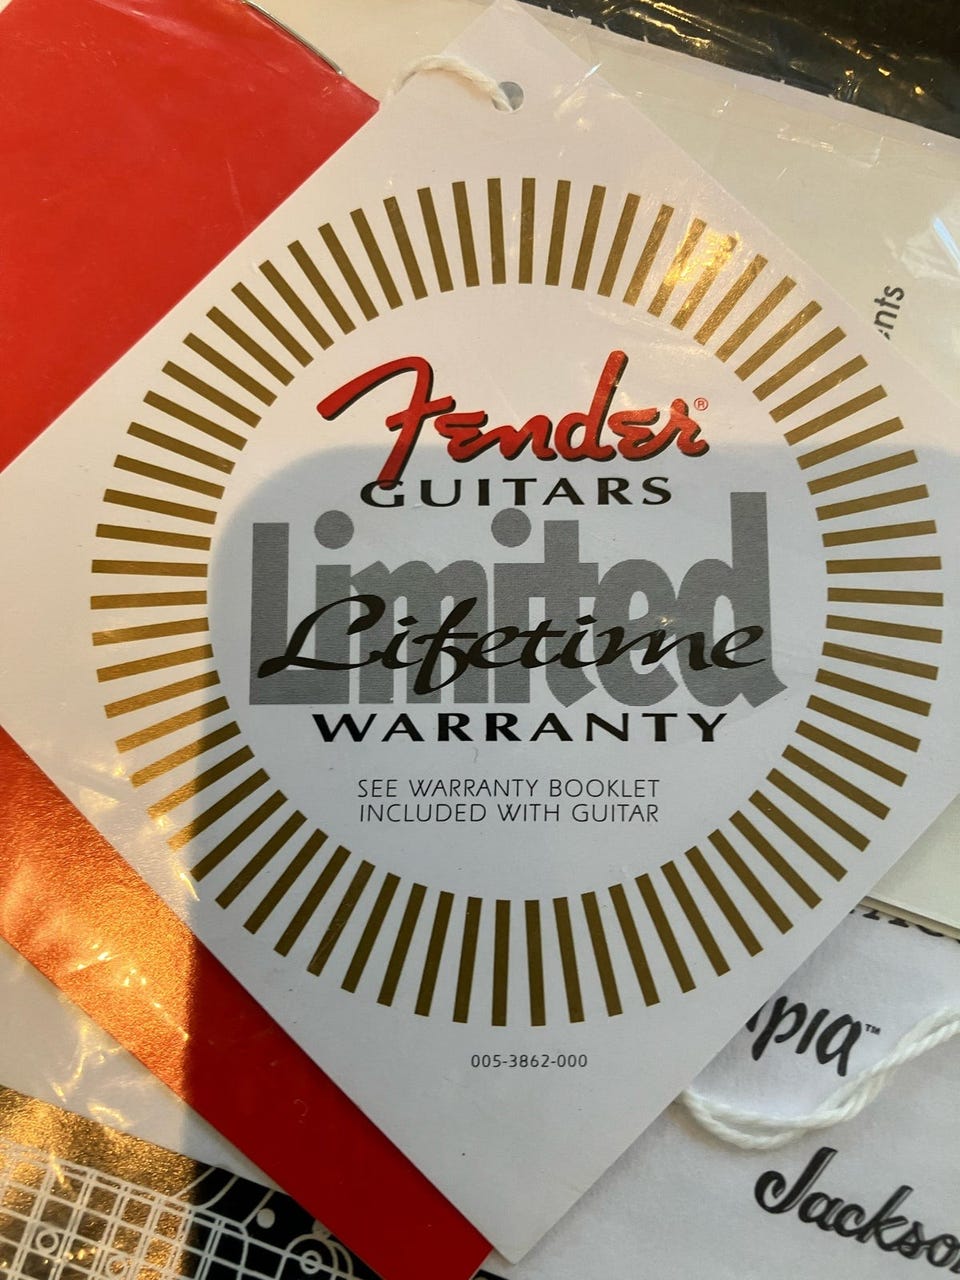 Fender®
GUITARS
Limited
Lifetime
WARRANTY
SEE WARRANTY BOOKLET
INCLUDED WITH GUITAR
005-3862-000